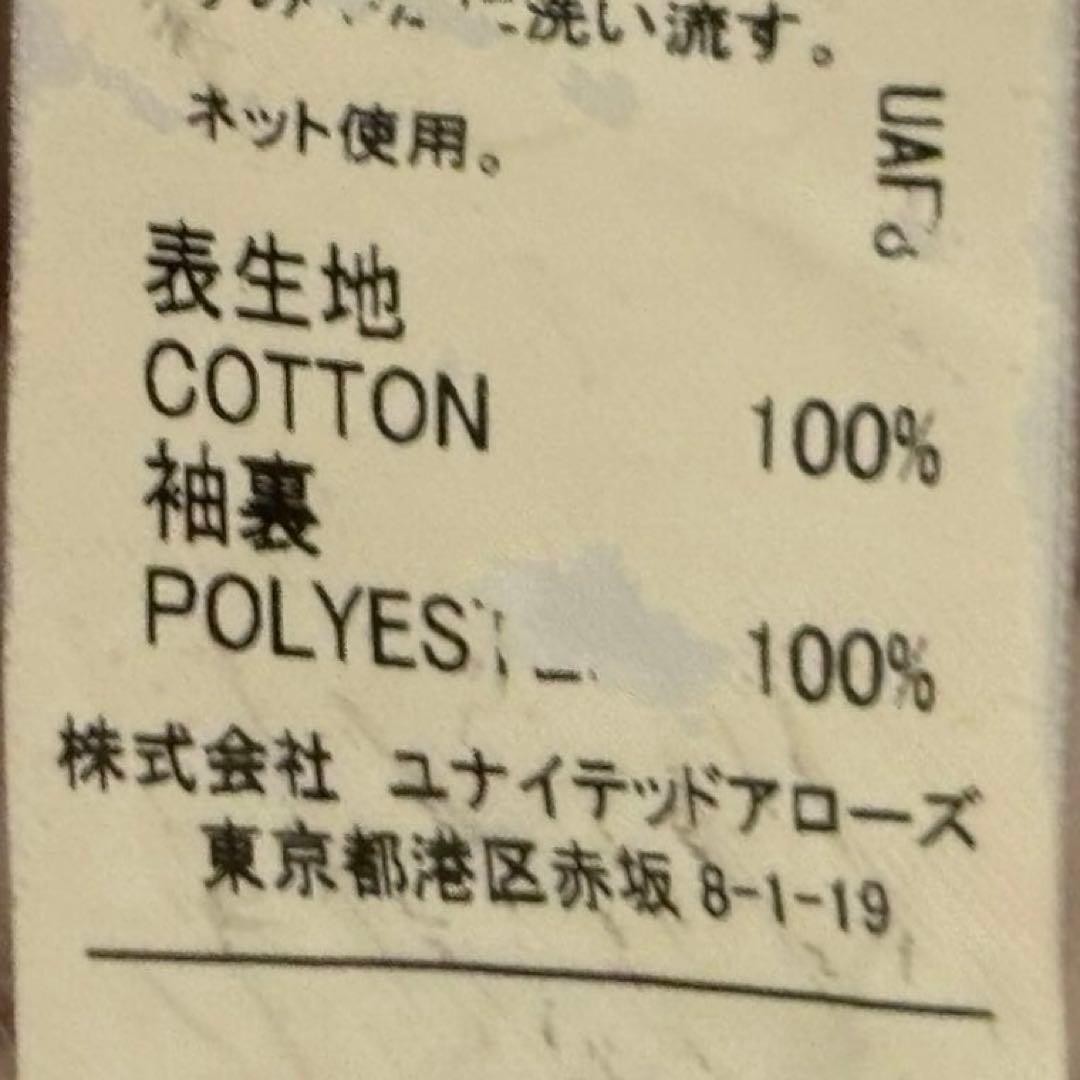 洗い流す。
ネット使用。
表生地
COTTON 100%
袖裏
100%
株式会社 ユナイテッドアローズ
東京都港区赤坂 8-1-19